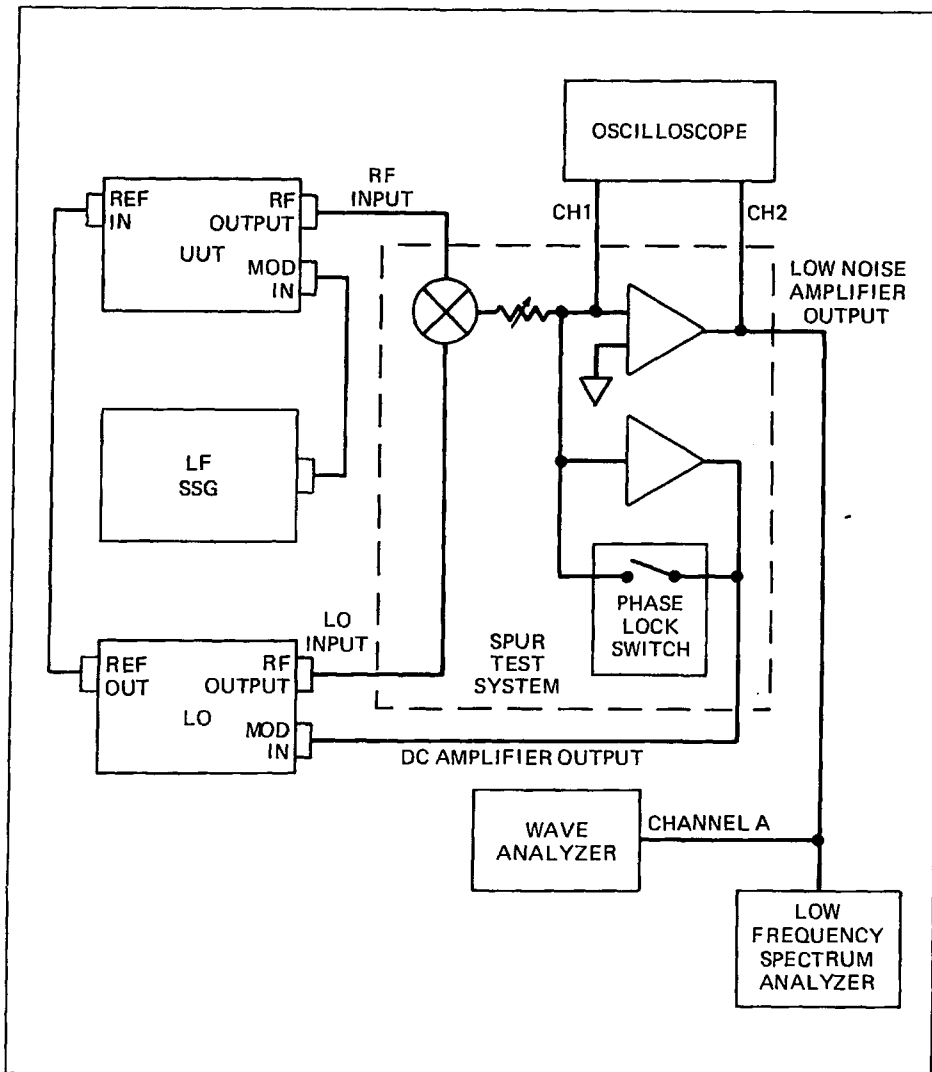 OSCILLOSCOPE
RF
INPUT
REF
IN
RF
OUTPUT
UUT
MOD
IN
CH1
CH2
LOW NOISE
AMPLIFIER
OUTPUT
LF
SSG
PHASE
LOCK
SWITCH
LO
INPUT
SPUR
TEST
SYSTEM
REF
OUT
RF
OUTPUT
LO
MOD
IN
DC AMPLIFIER OUTPUT
WAVE
ANALYZER
CHANNEL A
LOW
FREQUENCY
SPECTRUM
ANALYZER